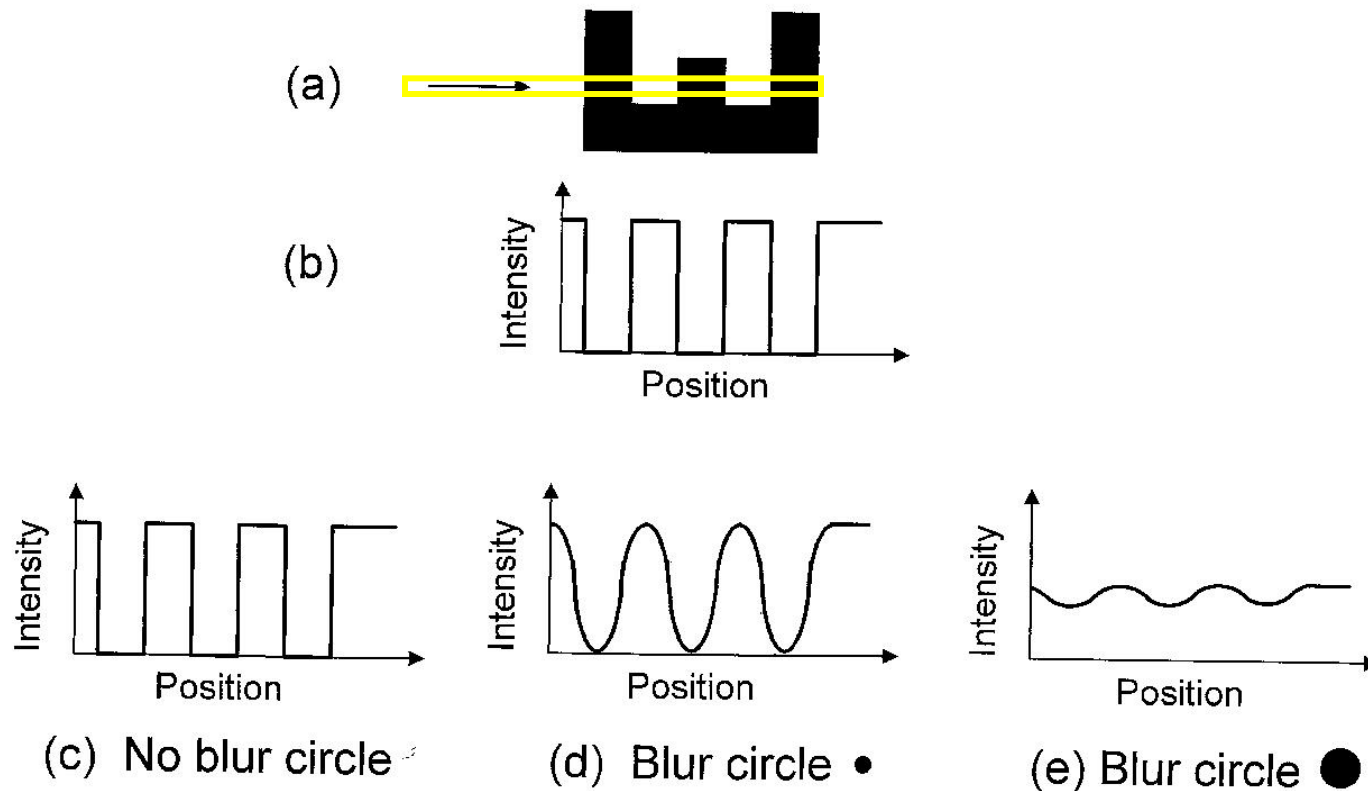 (a)
(b)
Intensity
Position
Intensity
Position
Intensity
Position
Intensity
Position
(c) No blur circle
(d) Blur circle
(e) Blur circle